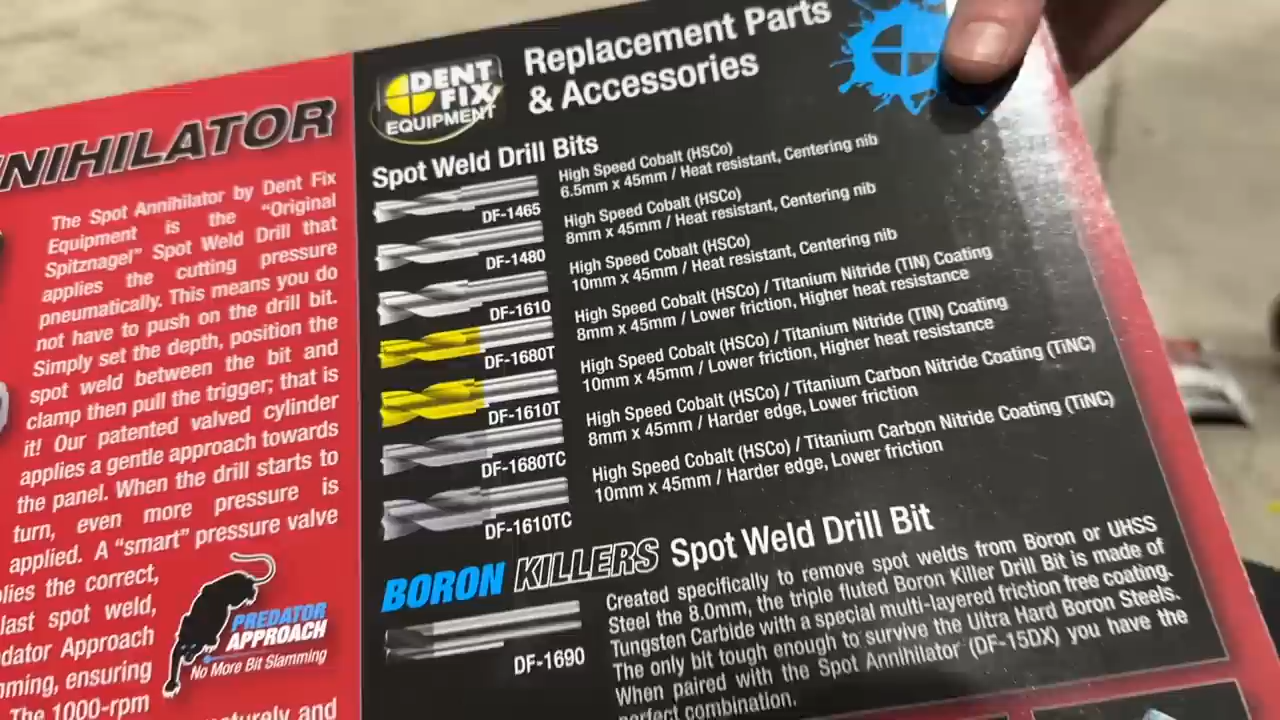 NNIHILATOR
The Spot Annihilator by Dent Fix
Equipment is the "Original
Spitznagel" Spot Weld Drill that
applies the cutting pressure
pneumatically. This means you do
not have to push on the drill bit.
Simply set the depth, position the
spot weld between the bit and
clamp then pull the trigger; that is
it! Our patented valved cylinder
applies a gentle approach towards
the panel. When the drill starts to
turn, even more pressure is
applied. A "smart" pressure valve
plies the correct,
last spot weld,
dator Approach
ming, ensuring
The 1000-rpm
turely and
PREDATOR
APPROACH
No More Bit Slamming
DENT
FIX
EQUIPMENT
Replacement Parts
& Accessories
Spot Weld Drill Bits
DF-1465
High Speed Cobalt (HSCo)
6.5mm x 45mm / Heat resistant, Centering nib
DF-1480
High Speed Cobalt (HSCo)
8mm x 45mm / Heat resistant, Centering nib
DF-1610
High Speed Cobalt (HSCo)
10mm x 45mm / Heat resistant, Centering nib
DF-1680T
High Speed Cobalt (HSCo) / Titanium Nitride (TIN) Coating
8mm x 45mm / Lower friction, Higher heat resistance
DF-1610T
High Speed Cobalt (HSCo) / Titanium Nitride (TIN) Coating
10mm x 45mm / Lower friction, Higher heat resistance
DF-1680TC
High Speed Cobalt (HSCo) / Titanium Carbon Nitride Coating (TiNC)
8mm x 45mm / Harder edge, Lower friction
DF-1610TC
High Speed Cobalt (HSCo) / Titanium Carbon Nitride Coating (TiNC)
10mm x 45mm / Harder edge, Lower friction
BORON KILLERS Spot Weld Drill Bit
DF-1690
Created specifically to remove spot welds from Boron or UHSS
Steel the 8.0mm, the triple fluted Boron Killer Drill Bit is made of
Tungsten Carbide with a special multi-layered friction free coating.
The only bit tough enough to survive the Ultra Hard Boron Steels.
When paired with the Spot Annihilator (DF-15DX) you have the
perfect combination.